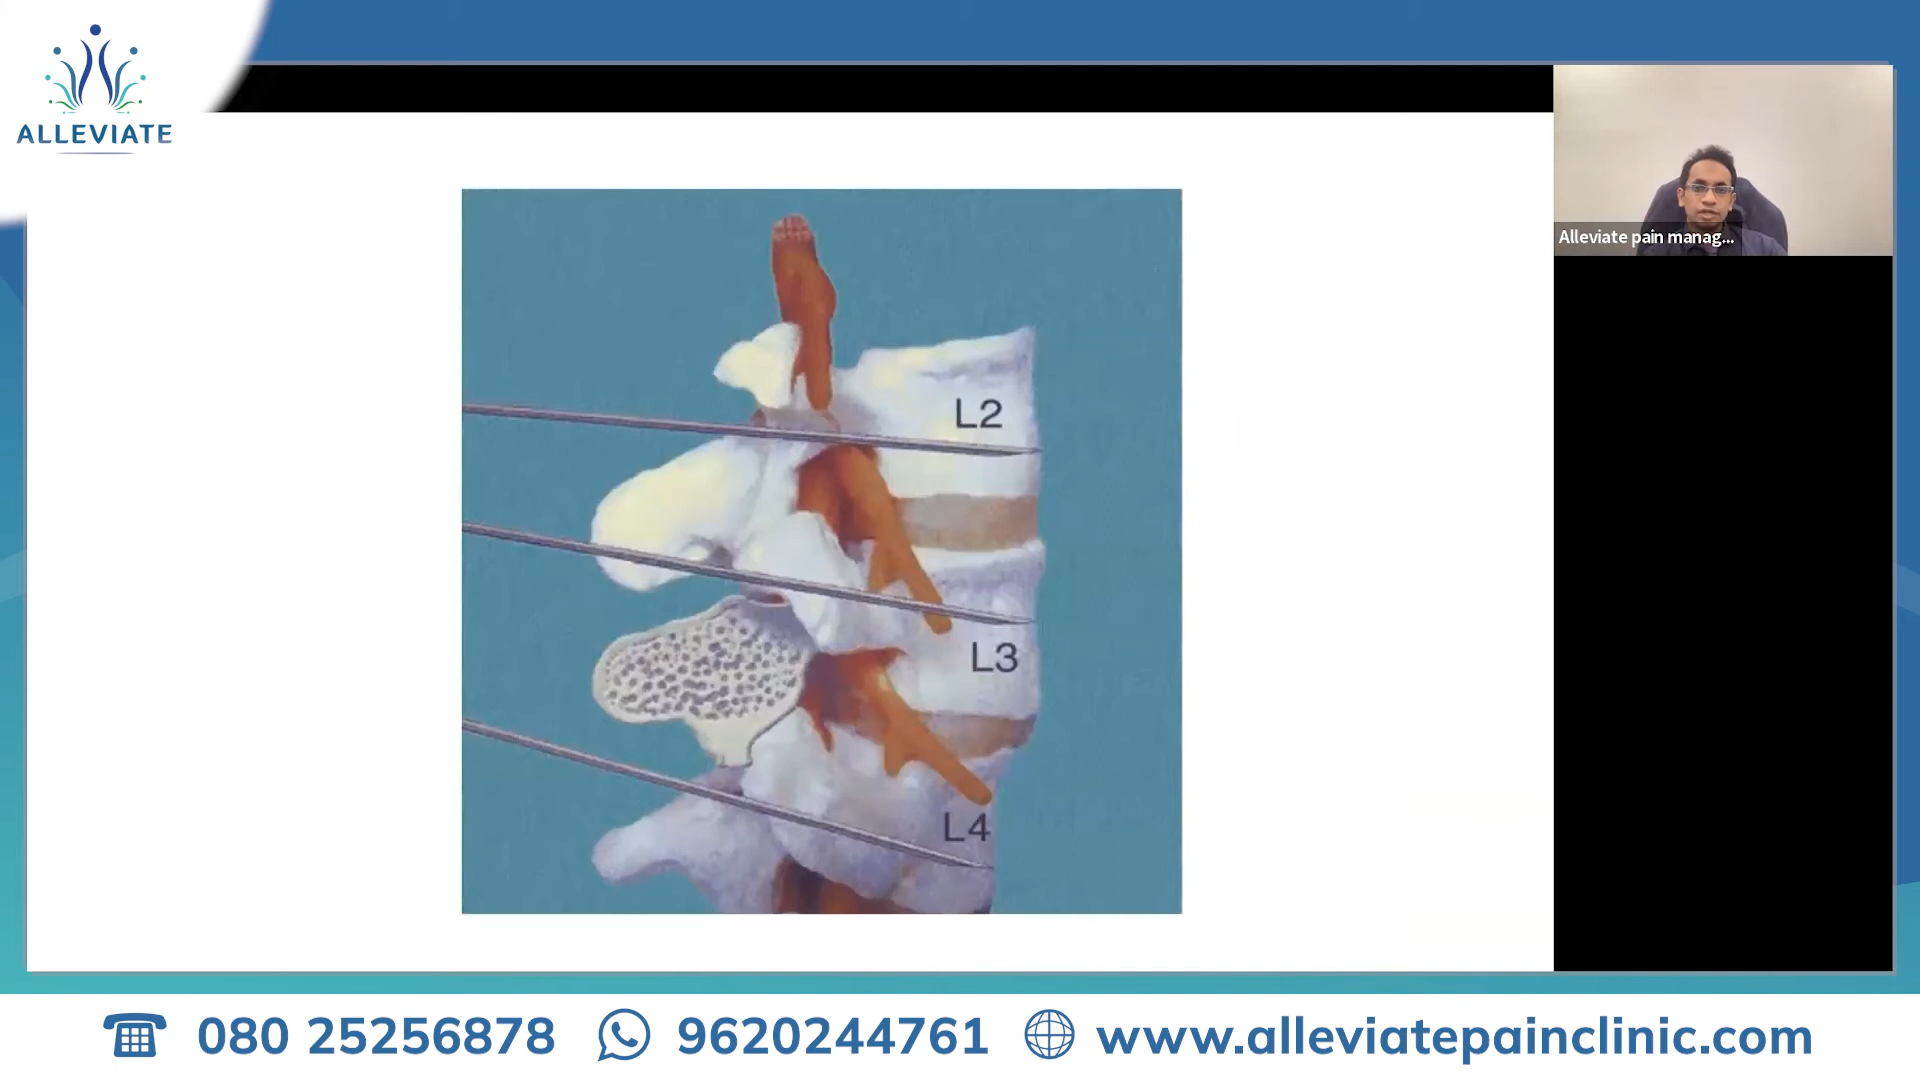 ALLEVIATE
Alleviate pain manag...
L2
L3
L4
080 25256878
9620244761
www.alleviatepainclinic.com